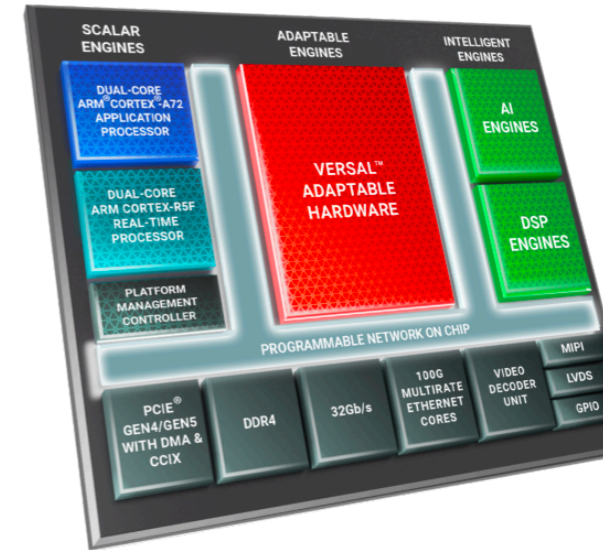 SCALAR
ENGINES
ADAPTABLE
ENGINES
INTELLIGENT
ENGINES
DUAL-CORE
ARM® CORTEX®-A72
APPLICATION
PROCESSOR
DUAL-CORE
ARM CORTEX-R5F
REAL-TIME
PROCESSOR
PLATFORM
MANAGEMENT
CONTROLLER
VERSAL™
ADAPTABLE
HARDWARE
AI
ENGINES
DSP
ENGINES
PROGRAMMABLE NETWORK ON CHIP
PCIE®
GEN4/GEN5
WITH DMA &
CCIX
DDR4
32Gb/s
100G
MULTIRATE
ETHERNET
CORES
VIDEO
DECODER
UNIT
MIPI
LVDS
GPIO